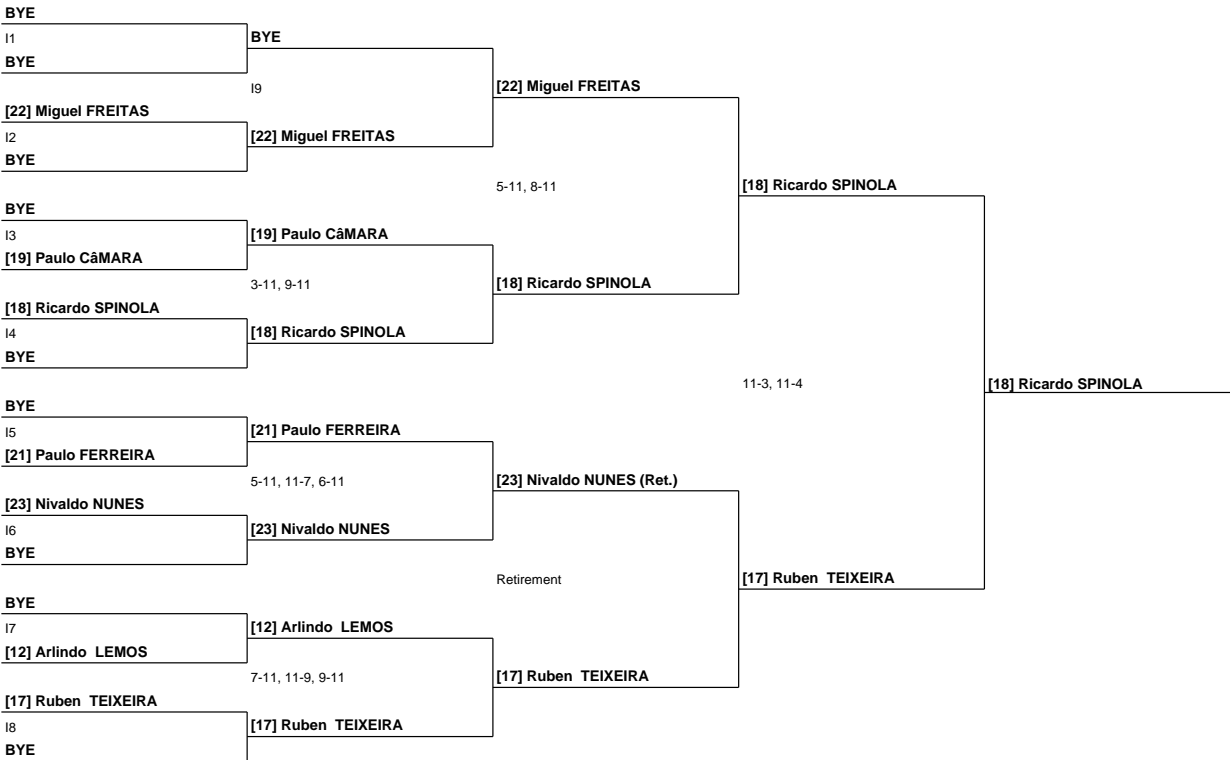 BYE
I1
BYE
BYE
I9
[22] Miguel FREITAS
[22] Miguel FREITAS
I2
[22] Miguel FREITAS
BYE
5-11, 8-11
[18] Ricardo SPINOLA
BYE
I3
[19] Paulo CâMARA
[19] Paulo CâMARA
3-11, 9-11
[18] Ricardo SPINOLA
[18] Ricardo SPINOLA
I4
[18] Ricardo SPINOLA
BYE
11-3, 11-4
[18] Ricardo SPINOLA
BYE
I5
[21] Paulo FERREIRA
[21] Paulo FERREIRA
5-11, 11-7, 6-11
[23] Nivaldo NUNES (Ret.)
[23] Nivaldo NUNES
I6
[23] Nivaldo NUNES
BYE
Retirement
[17] Ruben TEIXEIRA
BYE
I7
[12] Arlindo LEMOS
[12] Arlindo LEMOS
7-11, 11-9, 9-11
[17] Ruben TEIXEIRA
[17] Ruben TEIXEIRA
I8
[17] Ruben TEIXEIRA
BYE